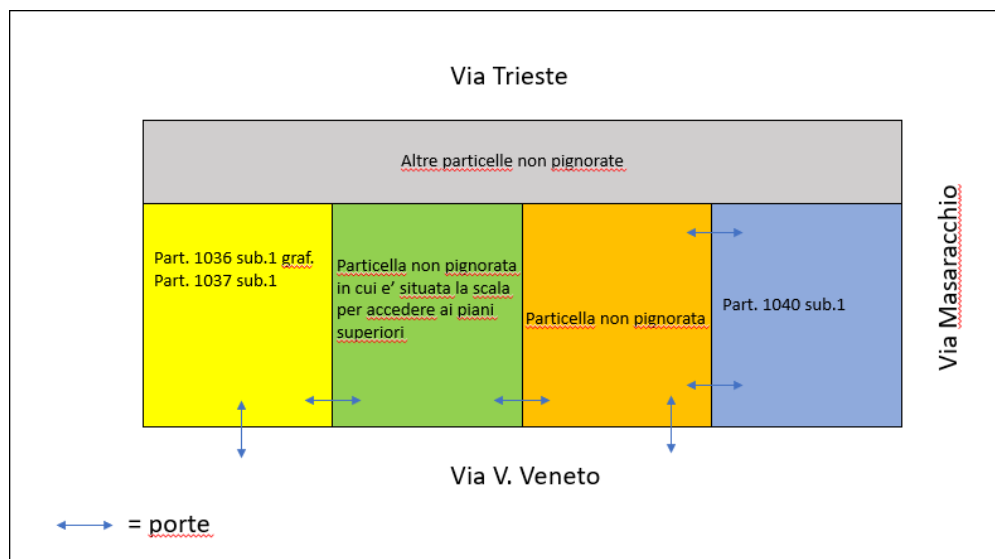 Via Trieste
Altre particelle non pignorate
Part. 1036 sub.1 graf.
Part. 1037 sub.1
Particella non pignorata
in cui e’ situata la scala
per accedere ai piani
superiori
Particella non pignorata
Part. 1040 sub.1
Via Masaracchio
Via V. Veneto
= porte